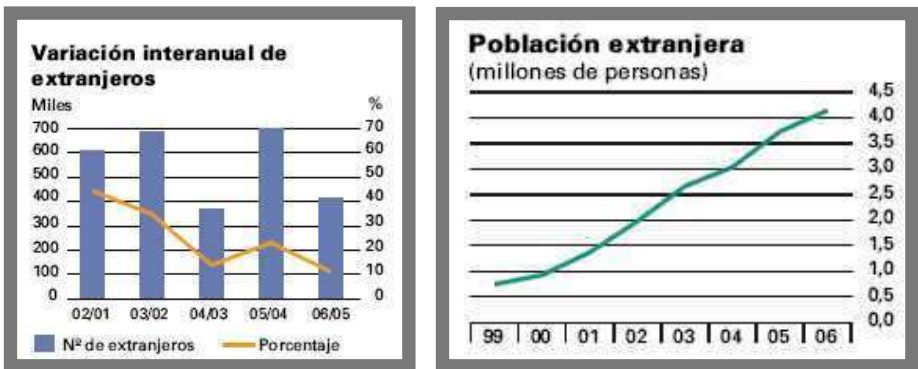 Variación interanual de
extranjeros
Miles %
700 70
600 60
500 50
400 40
300 30
200 20
100 10
0 0
02/01 03/02 04/03 05/04 06/05
Nº de extranjeros Porcentaje
Población extranjera
(millones de personas)
4,5
4,0
3,5
3,0
2,5
2,0
1,5
1,0
0,5
0,0
99 00 01 02 03 04 05 06